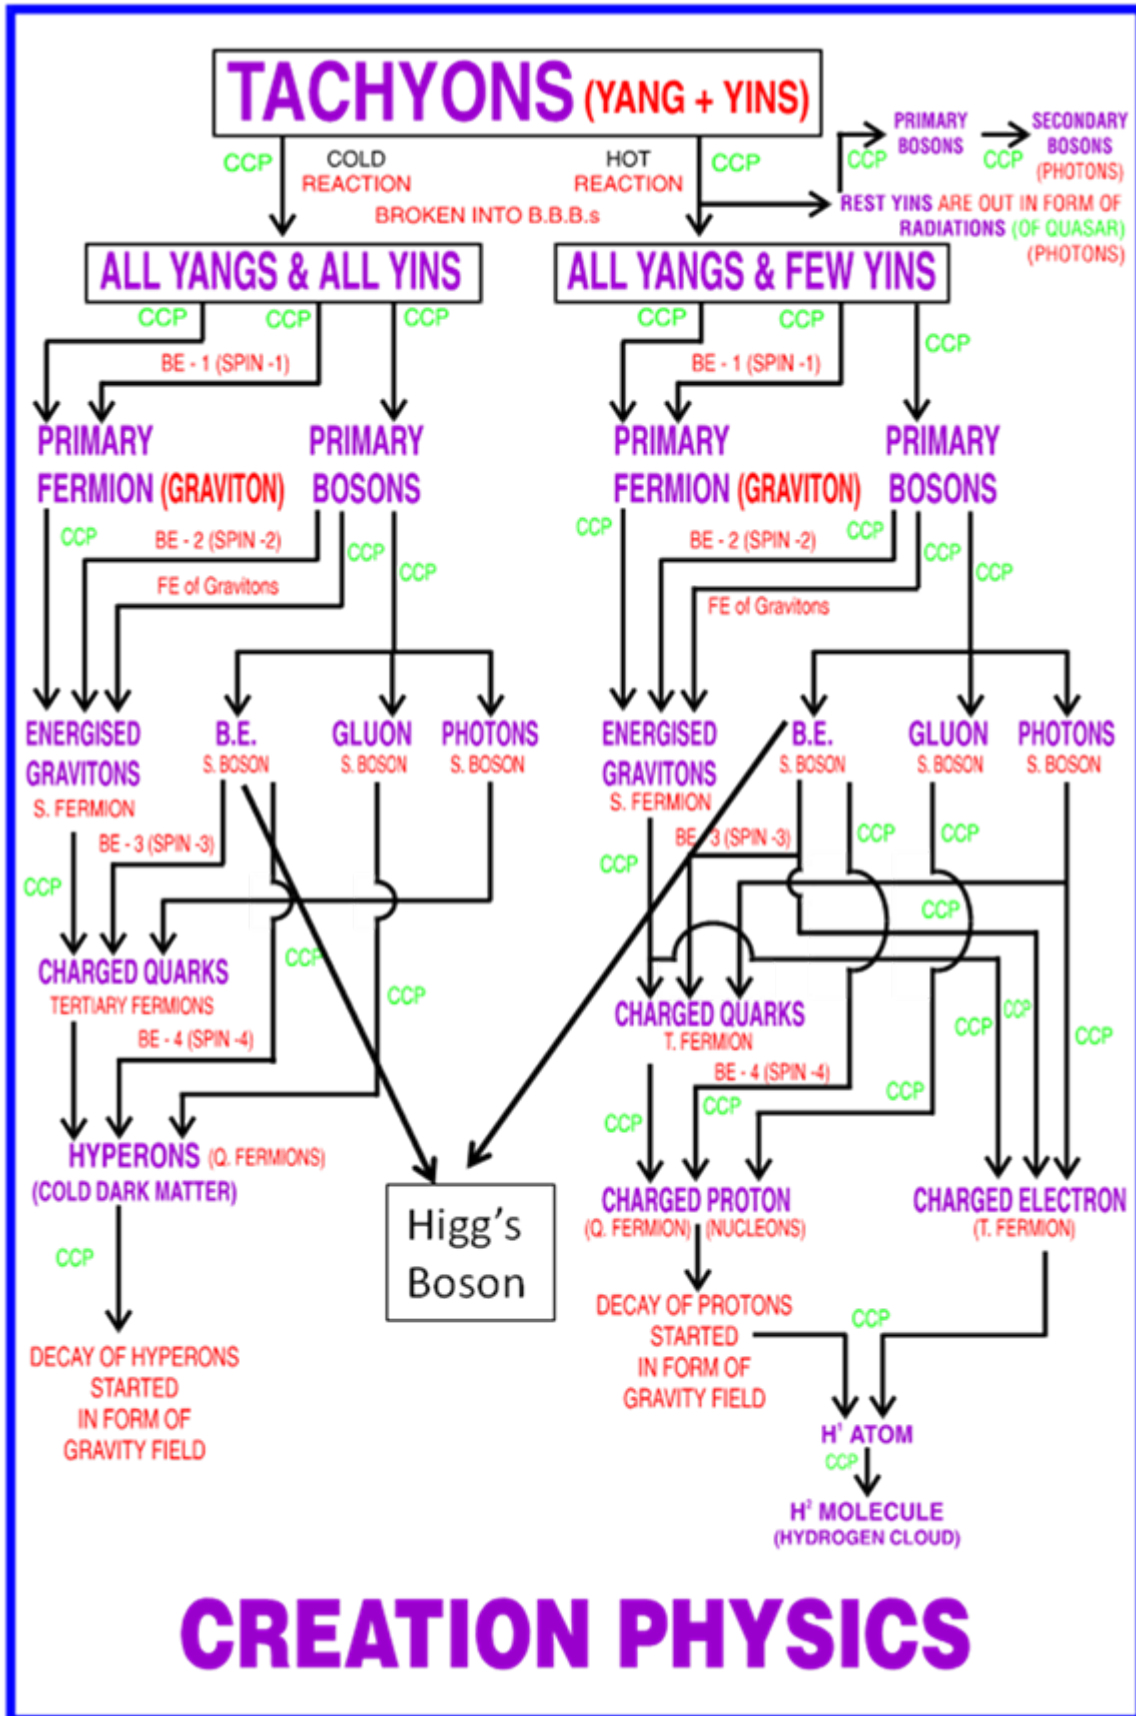 TACHYONS (YANG + YINS)
PRIMARY
BOSONS
CCP
SECONDARY
BOSONS
(PHOTONS)
CCP
CCP
COLD
REACTION
HOT
REACTION
CCP
BROKEN INTO B.B.B.s
REST YINS ARE OUT IN FORM OF
RADIATIONS (OF QUASAR)
(PHOTONS)
ALL YANGS & ALL YINS
ALL YANGS & FEW YINS
CCP
CCP
CCP
CCP
CCP
CCP
BE - 1 (SPIN -1)
BE - 1 (SPIN -1)
PRIMARY
FERMION (GRAVITON)
PRIMARY
BOSONS
PRIMARY
FERMION (GRAVITON)
PRIMARY
BOSONS
CCP
BE - 2 (SPIN -2)
CCP
CCP
FE of Gravitons
CCP
BE - 2 (SPIN -2)
CCP
CCP
CCP
FE of Gravitons
ENERGISED
GRAVITONS
S. FERMION
B.E.
S. BOSON
GLUON
S. BOSON
PHOTONS
S. BOSON
ENERGISED
GRAVITONS
S. FERMION
B.E.
S. BOSON
GLUON
S. BOSON
PHOTONS
S. BOSON
BE - 3 (SPIN -3)
CCP
BE - 3 (SPIN -3)
CCP
CCP
CCP
CCP
CCP
CCP
CHARGED QUARKS
TERTIARY FERMIONS
BE - 4 (SPIN -4)
CHARGED QUARKS
T. FERMION
BE - 4 (SPIN -4)
CCP
CCP
CCP
CCP
CCP
CCP
HYPERONS (Q. FERMIONS)
(COLD DARK MATTER)
CCP
Higg's
Boson
CHARGED PROTON
(Q. FERMION) (NUCLEONS)
CHARGED ELECTRON
(T. FERMION)
DECAY OF HYPERONS
STARTED
IN FORM OF
GRAVITY FIELD
DECAY OF PROTONS
STARTED
IN FORM OF
GRAVITY FIELD
CCP
H¹ ATOM
CCP
H² MOLECULE
(HYDROGEN CLOUD)
CREATION PHYSICS